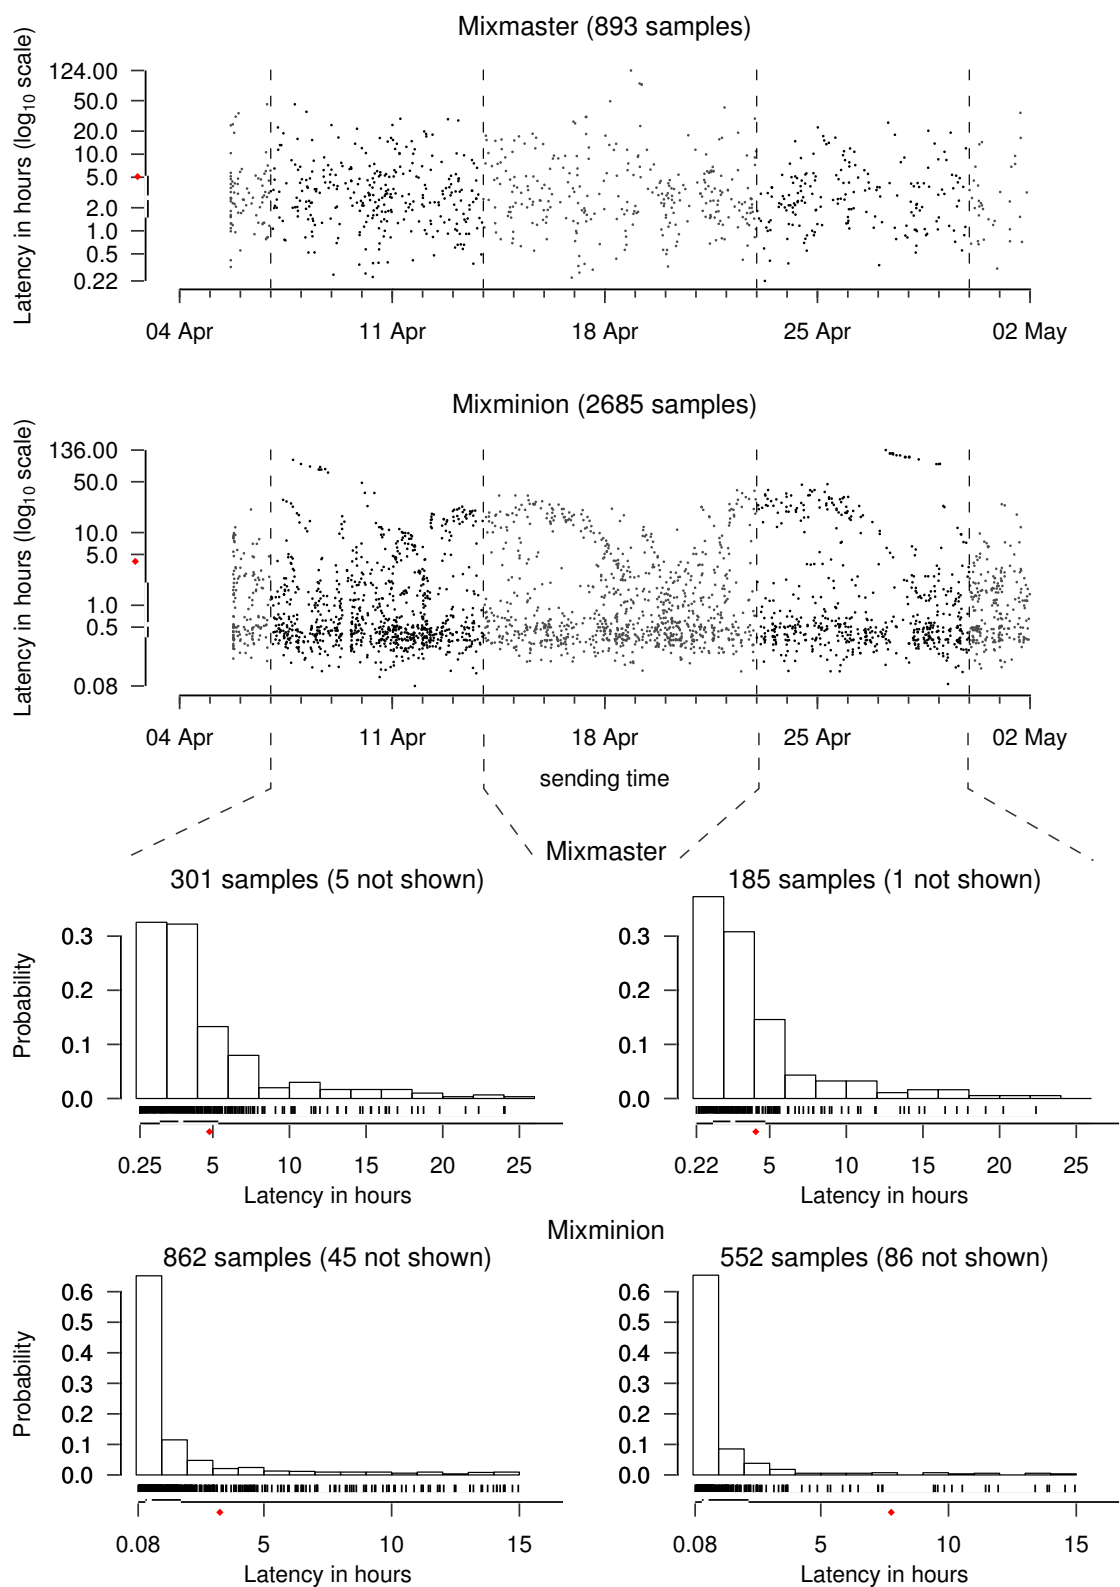 Mixmaster (893 samples)
Latency in hours (log₁₀ scale)
124.00
50.0
20.0
10.0
5.0
2.0
1.0
0.5
0.22
04 Apr 11 Apr 18 Apr 25 Apr 02 May
Mixminion (2685 samples)
Latency in hours (log₁₀ scale)
136.00
50.0
10.0
5.0
1.0
0.5
0.08
04 Apr 11 Apr 18 Apr 25 Apr 02 May
sending time
Mixmaster
301 samples (5 not shown)
Probability
0.3
0.2
0.1
0.0
0.25 5 10 15 20 25
Latency in hours
185 samples (1 not shown)
0.3
0.2
0.1
0.0
0.22 5 10 15 20 25
Latency in hours
Mixminion
862 samples (45 not shown)
Probability
0.6
0.5
0.4
0.3
0.2
0.1
0.0
0.08 5 10 15
Latency in hours
552 samples (86 not shown)
0.6
0.5
0.4
0.3
0.2
0.1
0.0
0.08 5 10 15
Latency in hours